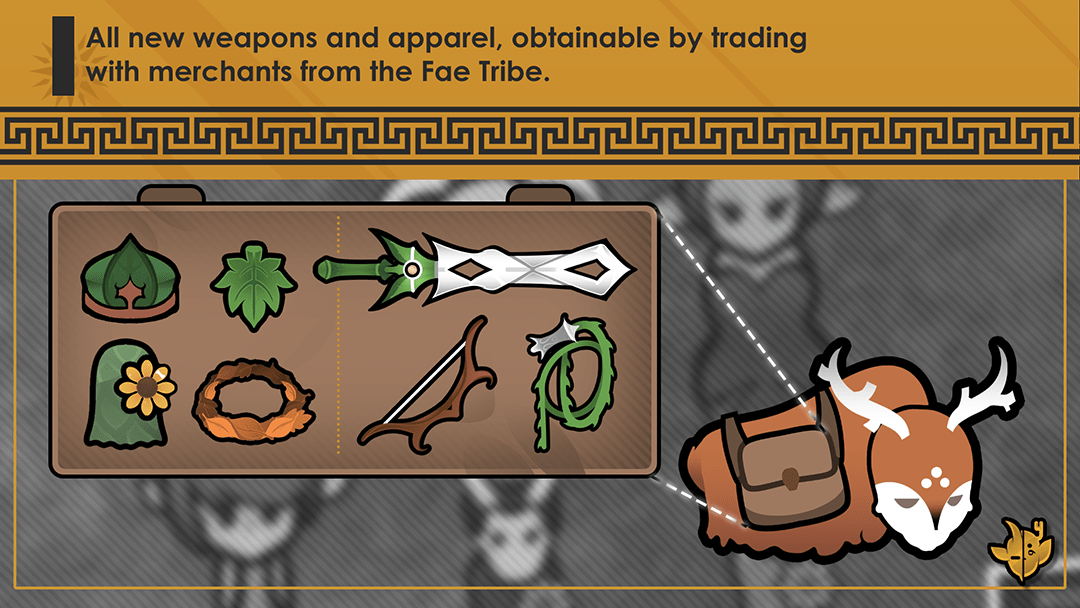 All new weapons and apparel, obtainable by trading
with merchants from the Fae Tribe.